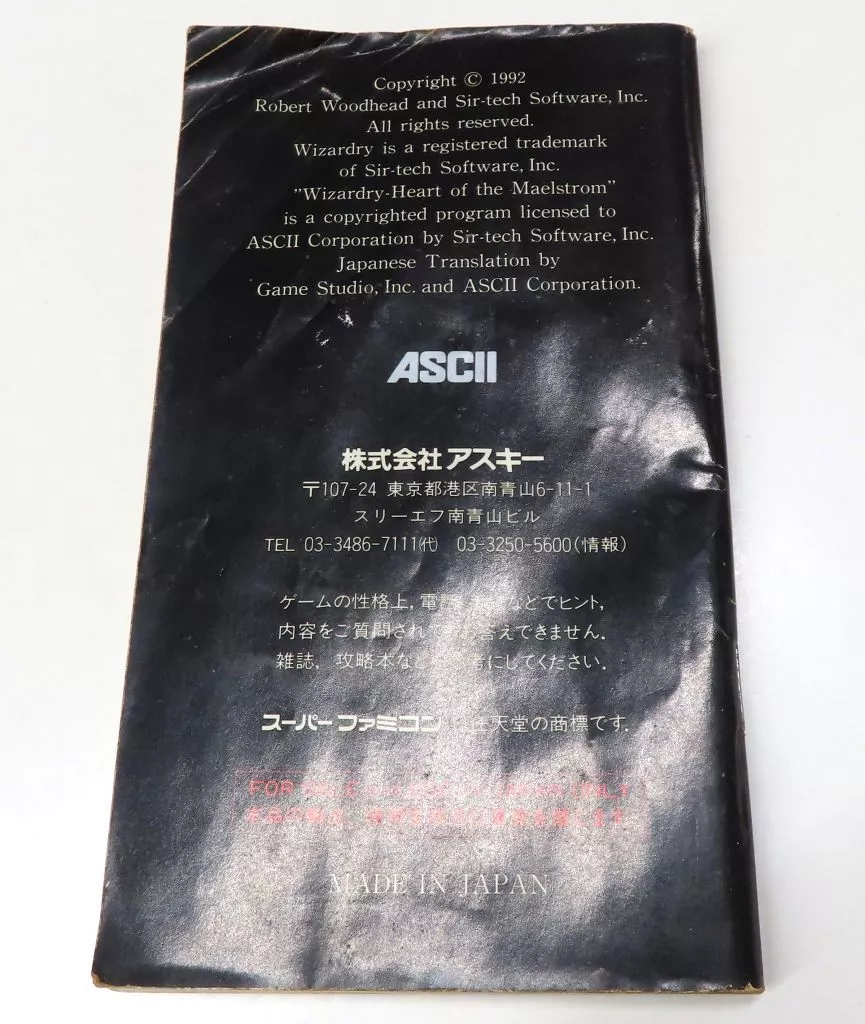 Copyright © 1992
Robert Woodhead and Sir-tech Software, Inc.
All rights reserved.
Wizardry is a registered trademark
of Sir-tech Software, Inc.
"Wizardry-Heart of the Maelstrom"
is a copyrighted program licensed to
ASCII Corporation by Sir-tech Software, Inc.
Japanese Translation by
Game Studio, Inc. and ASCII Corporation.
ASCII
株式会社アスキー
〒107-24 東京都港区南青山6-11-1
スリーエフ南青山ビル
TEL 03-3486-7111㈹ 03-3250-5600(情報)
ゲームの性格上, などでヒント,
内容をご質問されても答えできません.
雑誌, 攻略本など にしてください.
スーパーファミコン 任天堂の商標です.
FOR SALE
MADE IN JAPAN